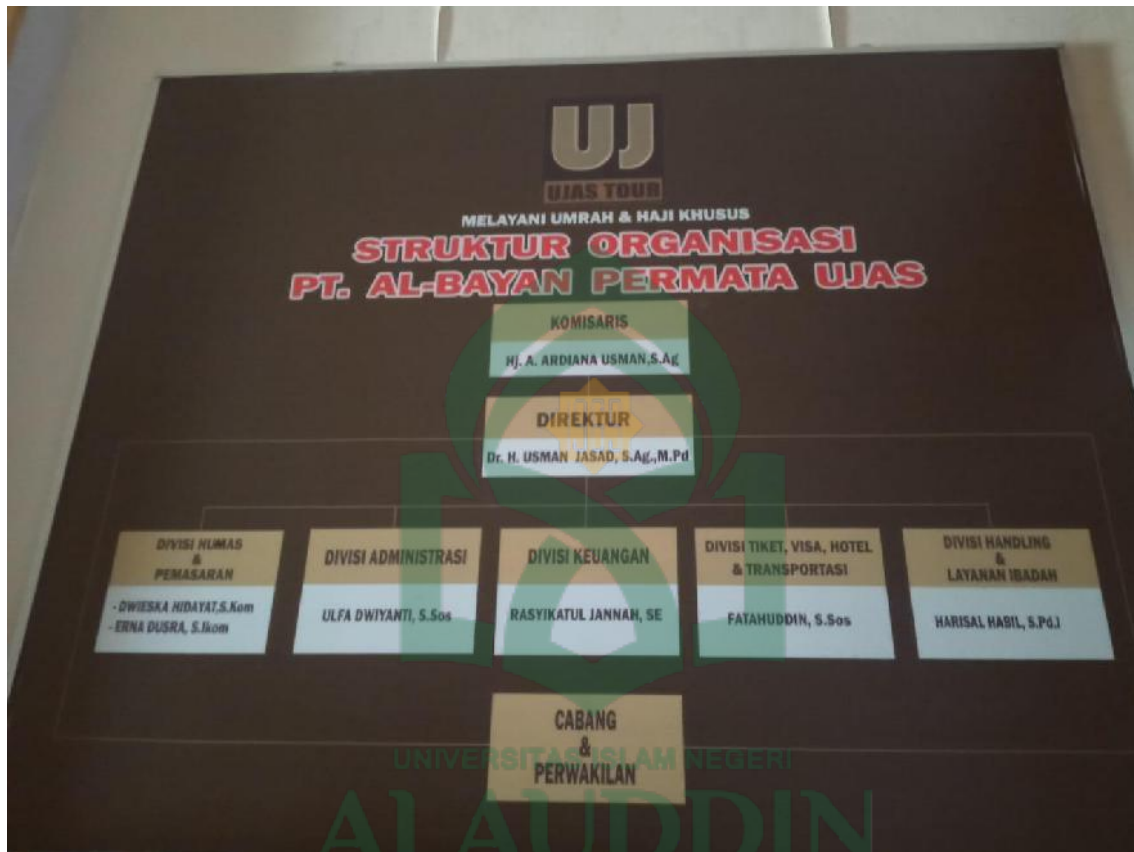 UJ
UJAS TOUR
MELAYANI UMRAH & HAJI KHUSUS
STRUKTUR ORGANISASI
PT. AL-BAYAN PERMATA UJAS
KOMISARIS
Hj. A. ARDIANA USMAN,S.Ag
DIREKTUR
Dr. H. USMAN JASAD, S.Ag.,M.Pd
DIVISI HUMAS
&
PEMASARAN
- DWIESKA HIDAYAT,S.Kom
- ERNA DUSRA, S.Ikom
DIVISI ADMINISTRASI
ULFA DWIYANTI, S.Sos
DIVISI KEUANGAN
RASYIKATUL JANNAH, SE
DIVISI TIKET, VISA, HOTEL
& TRANSPORTASI
FATAHUDDIN, S.Sos
DIVISI HANDLING
&
LAYANAN IBADAH
HARISAL HABIL, S.Pd.I
CABANG
&
PERWAKILAN
UNIVERSITAS ISLAM NEGERI
ALAUDDIN